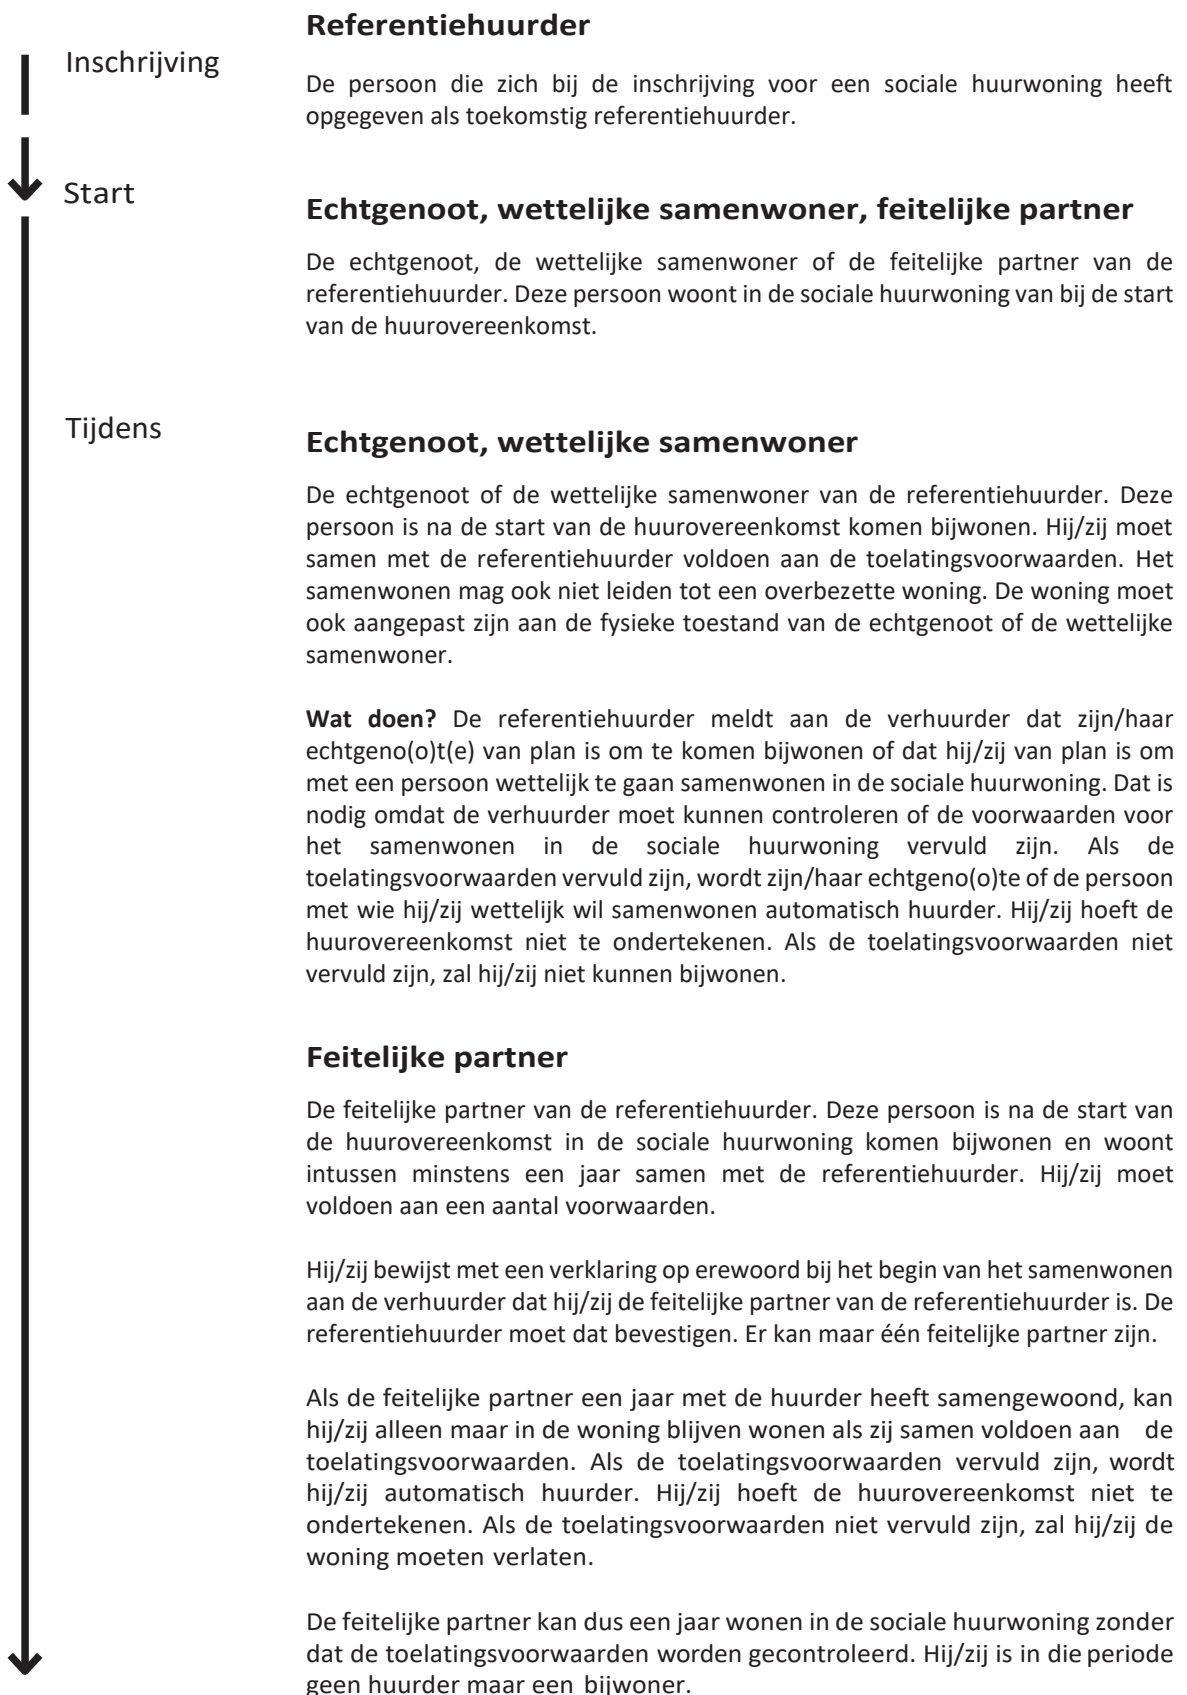 Referentiehuurder
Inschrijving
De persoon die zich bij de inschrijving voor een sociale huurwoning heeft
opgegeven als toekomstig referentiehuurder.
Start
Echtgenoot, wettelijke samenwoner, feitelijke partner
De echtgenoot, de wettelijke samenwoner of de feitelijke partner van de
referentiehuurder. Deze persoon woont in de sociale huurwoning van bij de start
van de huurovereenkomst.
Tijdens
Echtgenoot, wettelijke samenwoner
De echtgenoot of de wettelijke samenwoner van de referentiehuurder. Deze
persoon is na de start van de huurovereenkomst komen bijwonen. Hij/zij moet
samen met de referentiehuurder voldoen aan de toelatingsvoorwaarden. Het
samenwonen mag ook niet leiden tot een overbezette woning. De woning moet
ook aangepast zijn aan de fysieke toestand van de echtgenoot of de wettelijke
samenwoner.
Wat doen? De referentiehuurder meldt aan de verhuurder dat zijn/haar
echtgeno(o)t(e) van plan is om te komen bijwonen of dat hij/zij van plan is om
met een persoon wettelijk te gaan samenwonen in de sociale huurwoning. Dat is
nodig omdat de verhuurder moet kunnen controleren of de voorwaarden voor
het samenwonen in de sociale huurwoning vervuld zijn. Als de
toelatingsvoorwaarden vervuld zijn, wordt zijn/haar echtgeno(o)te of de persoon
met wie hij/zij wettelijk wil samenwonen automatisch huurder. Hij/zij hoeft de
huurovereenkomst niet te ondertekenen. Als de toelatingsvoorwaarden niet
vervuld zijn, zal hij/zij niet kunnen bijwonen.
Feitelijke partner
De feitelijke partner van de referentiehuurder. Deze persoon is na de start van
de huurovereenkomst in de sociale huurwoning komen bijwonen en woont
intussen minstens een jaar samen met de referentiehuurder. Hij/zij moet
voldoen aan een aantal voorwaarden.
Hij/zij bewijst met een verklaring op erewoord bij het begin van het samenwonen
aan de verhuurder dat hij/zij de feitelijke partner van de referentiehuurder is. De
referentiehuurder moet dat bevestigen. Er kan maar één feitelijke partner zijn.
Als de feitelijke partner een jaar met de huurder heeft samengewoond, kan
hij/zij alleen maar in de woning blijven wonen als zij samen voldoen aan de
toelatingsvoorwaarden. Als de toelatingsvoorwaarden vervuld zijn, wordt
hij/zij automatisch huurder. Hij/zij hoeft de huurovereenkomst niet te
ondertekenen. Als de toelatingsvoorwaarden niet vervuld zijn, zal hij/zij de
woning moeten verlaten.
De feitelijke partner kan dus een jaar wonen in de sociale huurwoning zonder
dat de toelatingsvoorwaarden worden gecontroleerd. Hij/zij is in die periode
geen huurder maar een bijwoner.